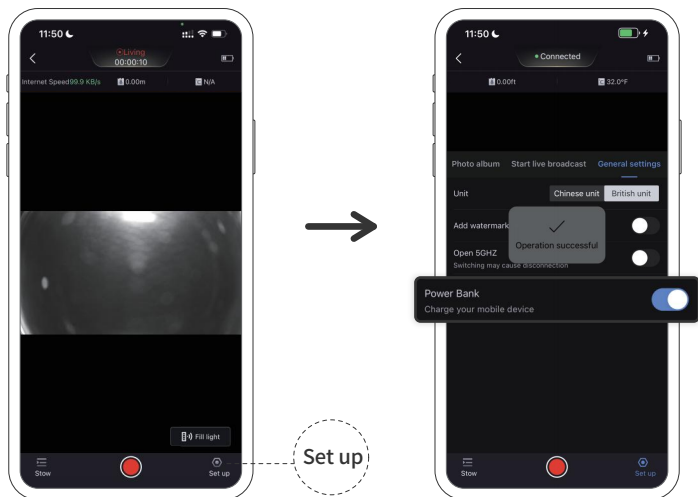 11:50
Living
00:00:10
Internet Speed99.9 KB/s 0.00m N/A
Fill light
Stow Set up
Set up
11:50
Connected
0.00ft 32.0°F
Photo album Start live broadcast General settings
Unit Chinese unit British unit
Add watermark
Operation successful
Open 5GHZ
Switching may cause disconnection
Power Bank
Charge your mobile device
Stow Set up